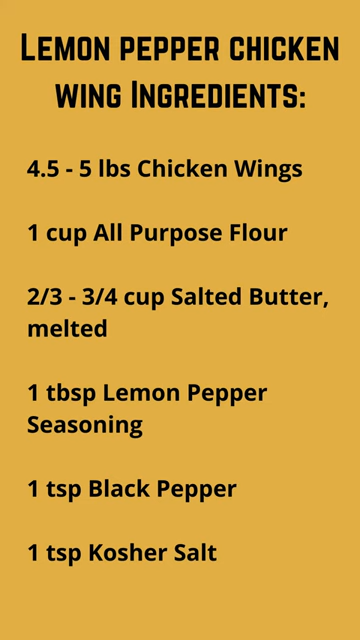 Lemon pepper chicken
wing Ingredients:
4.5 - 5 lbs Chicken Wings
1 cup All Purpose Flour
2/3 - 3/4 cup Salted Butter,
melted
1 tbsp Lemon Pepper
Seasoning
1 tsp Black Pepper
1 tsp Kosher Salt